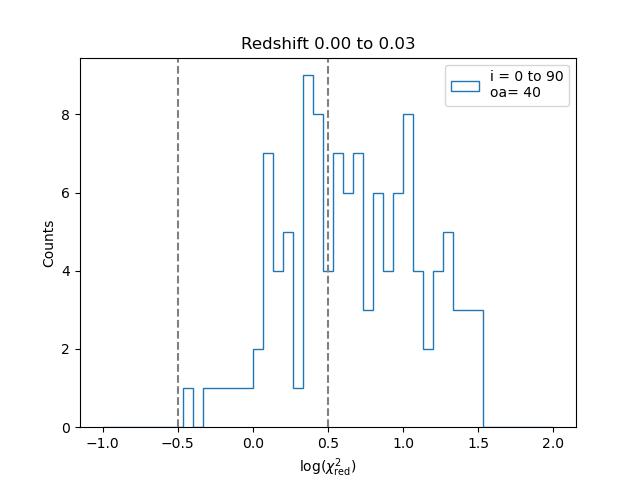 Redshift 0.00 to 0.03
i = 0 to 90
oa= 40
Counts
8
6
4
2
0
−1.0 −0.5 0.0 0.5 1.0 1.5 2.0
log(χ²red)